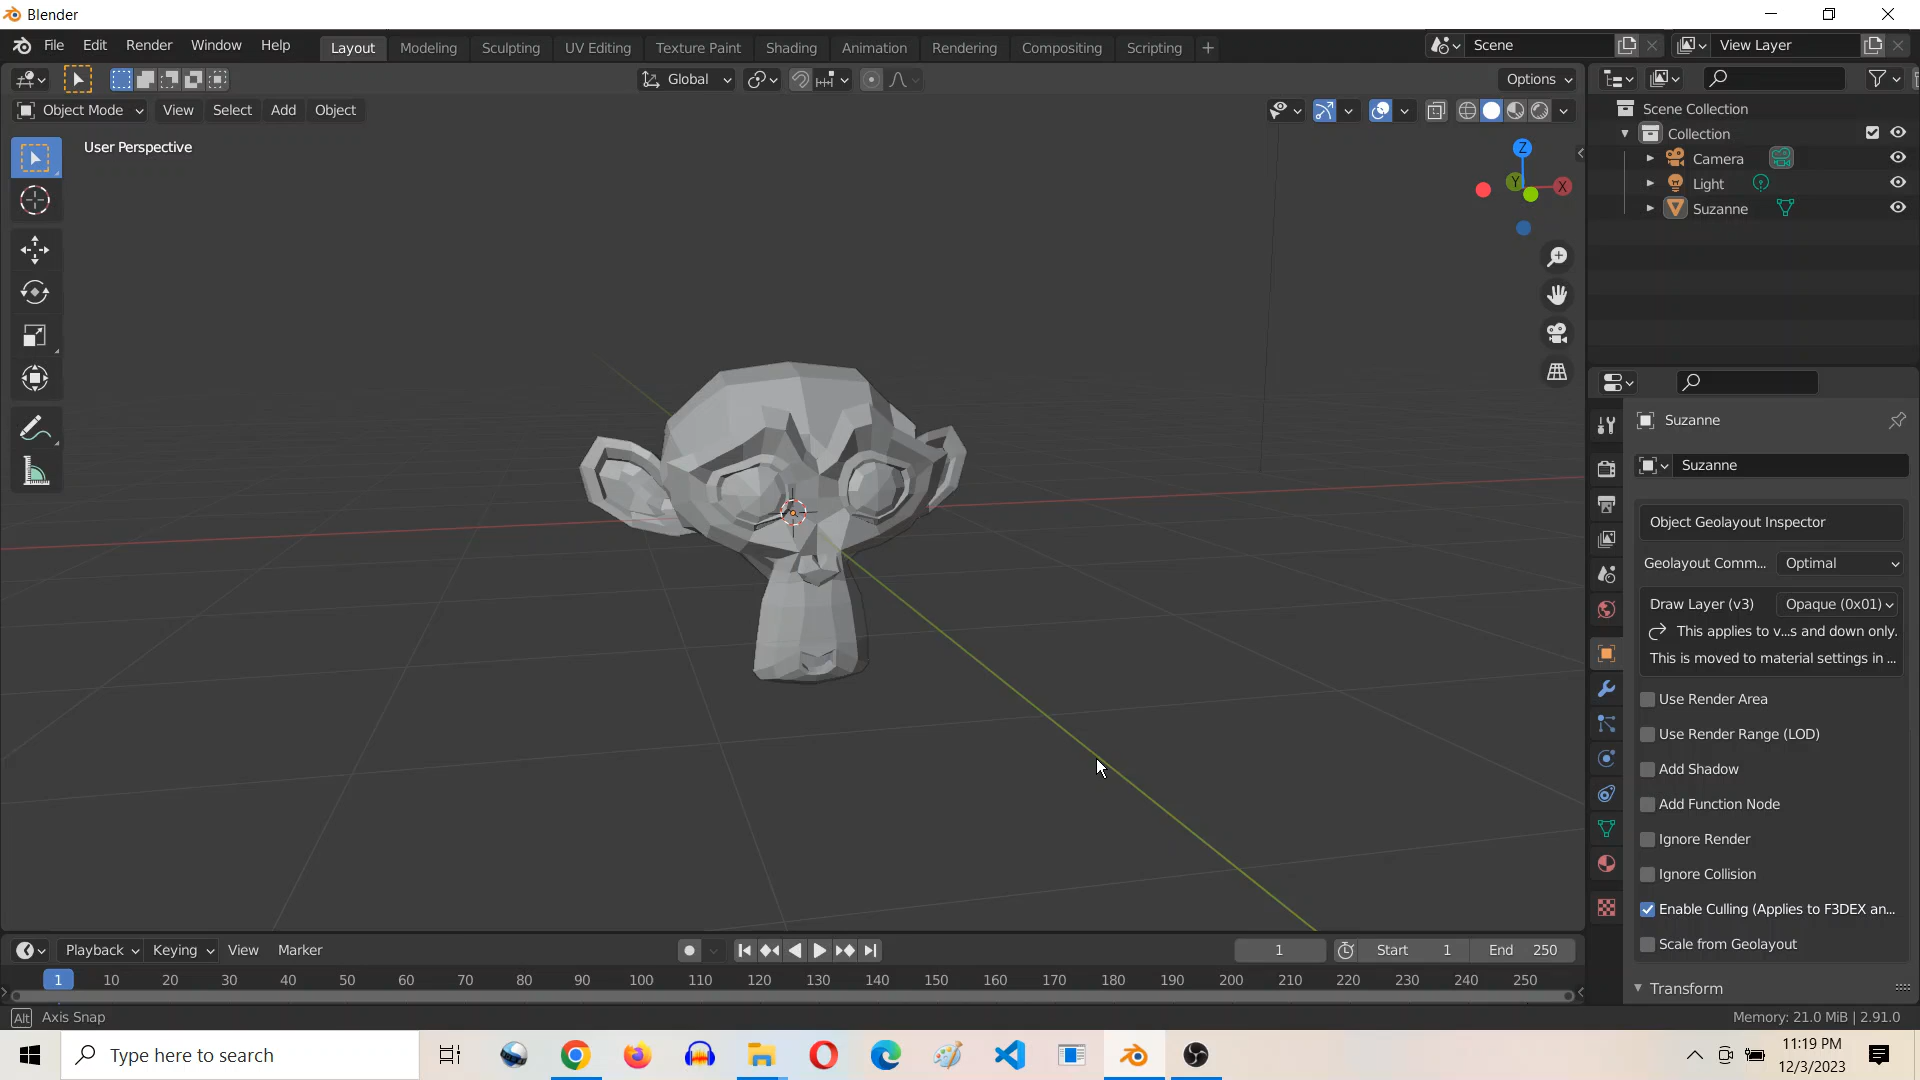 Blender
File Edit Render Window Help Layout Modeling Sculpting UV Editing Texture Paint Shading Animation Rendering Compositing Scripting + Scene View Layer
Global Options
Object Mode View Select Add Object
User Perspective
Z
Y
X
Scene Collection
Collection
Camera
Light
Suzanne
Suzanne
Suzanne
Object Geolayout Inspector
Geolayout Comm... Optimal
Draw Layer (v3) Opaque (0x01)
This applies to v...s and down only.
This is moved to material settings in ...
Use Render Area
Use Render Range (LOD)
Add Shadow
Add Function Node
Ignore Render
Ignore Collision
Enable Culling (Applies to F3DEX an...
Scale from Geolayout
Transform
Playback Keying View Marker 1 Start 1 End 250
1 10 20 30 40 50 60 70 80 90 100 110 120 130 140 150 160 170 180 190 200 210 220 230 240 250
Alt Axis Snap
Memory: 21.0 MiB | 2.91.0
Type here to search
11:19 PM
12/3/2023